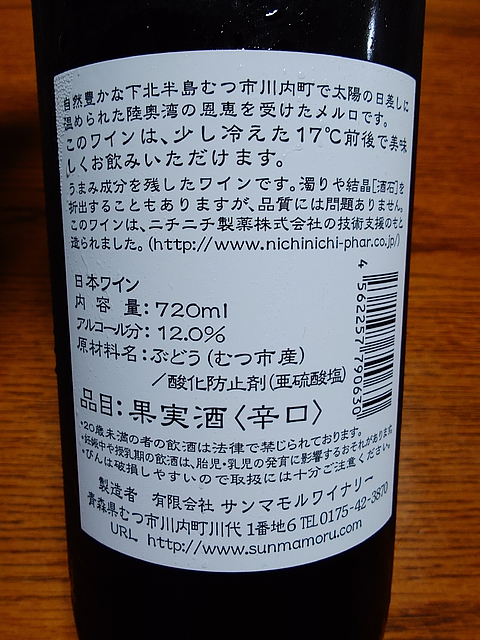 自然豊かな下北半島むつ市川内町で太陽の日差しに
温められた陸奥湾の恩恵を受けたメルロです。
このワインは、少し冷えた17℃前後で美味
しくお飲みいただけます。
うまみ成分を残したワインです。濁りや結晶[酒石]を
析出することもありますが、品質には問題ありません。
このワインは、ニチニチ製薬株式会社の技術支援のもと
造られました。(http://www.nichinichi-phar.co.jp/)
日本ワイン
内容量:720ml
アルコール分:12.0%
原材料名:ぶどう(むつ市産)
/酸化防止剤(亜硫酸塩)
品目:果実酒〈辛口〉
4 562257 790630
*20歳未満の者の飲酒は法律で禁じられております。
*妊娠中や授乳期の飲酒は、胎児・乳児の発育に影響するおそれがあります。
*びんは破損しやすいので取扱には十分ご注意ください。
製造者 有限会社 サンマモルワイナリー
青森県むつ市川内町川代1番地6 TEL0175-42-3870
URL http://www.sunmamoru.com